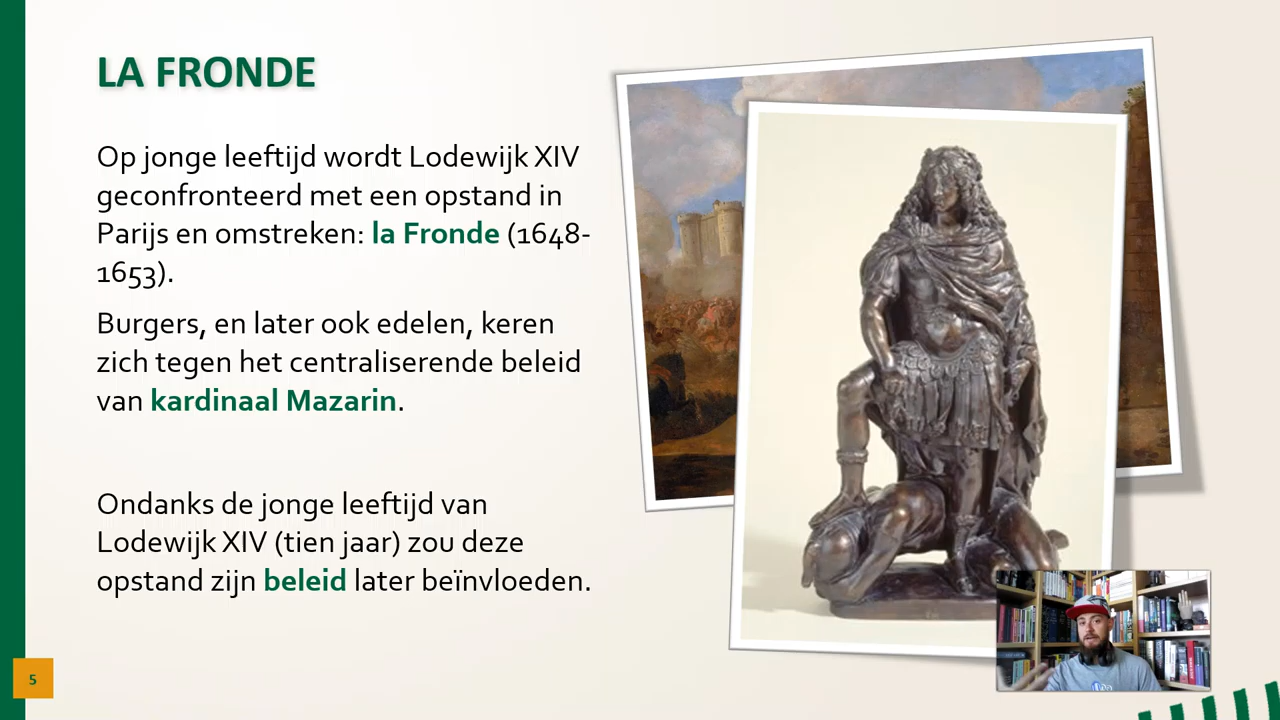 LA FRONDE
Op jonge leeftijd wordt Lodewijk XIV
geconfronteerd met een opstand in
Parijs en omstreken: la Fronde (1648-
1653).
Burgers, en later ook edelen, keren
zich tegen het centraliserende beleid
van kardinaal Mazarin.
Ondanks de jonge leeftijd van
Lodewijk XIV (tien jaar) zou deze
opstand zijn beleid later beïnvloeden.
5